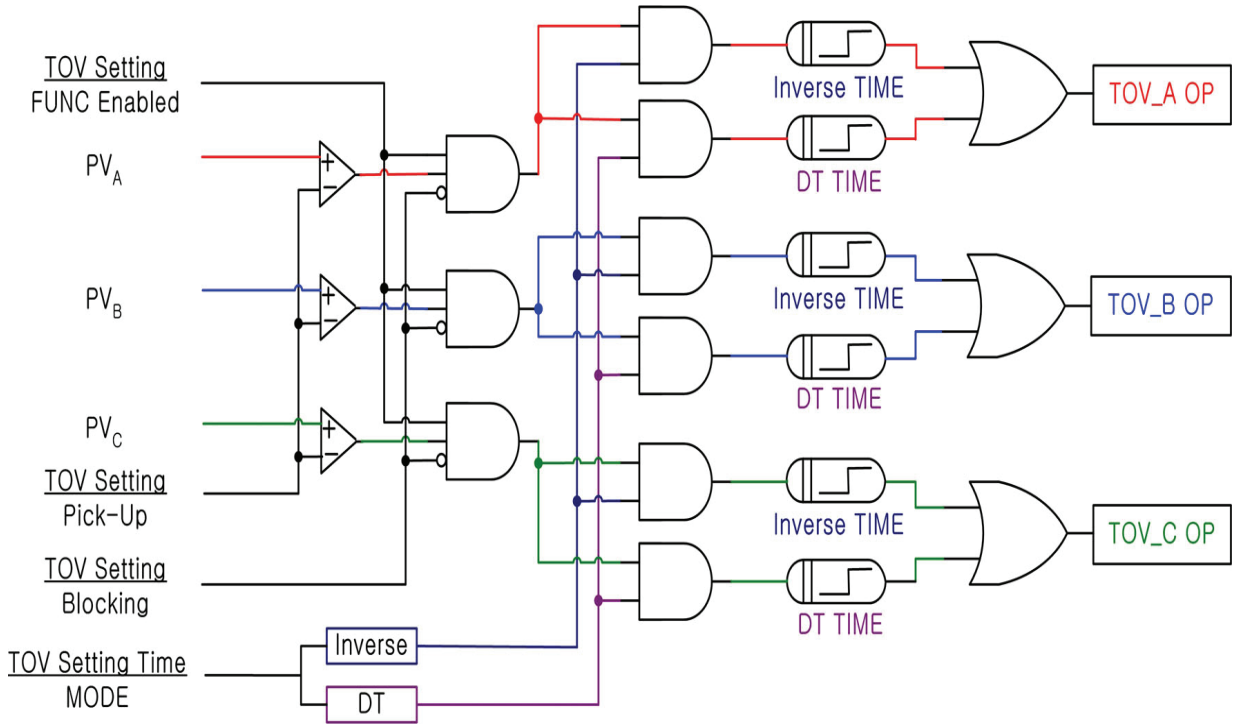 TOV Setting
FUNC Enabled
PVA
PVB
PVC
TOV Setting
Pick-Up
TOV Setting
Blocking
TOV Setting Time
MODE
+
−
+
−
+
−
Inverse
DT
Inverse TIME
DT TIME
Inverse TIME
DT TIME
Inverse TIME
DT TIME
TOV_A OP
TOV_B OP
TOV_C OP